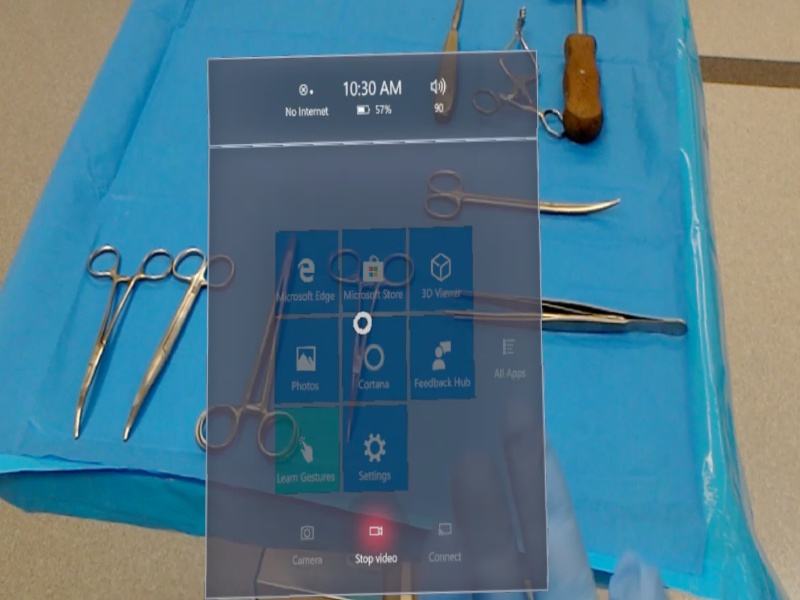 10:30 AM
No Internet
57%
90
Microsoft Edge
Microsoft Store
3D Viewer
Photos
Cortana
Feedback Hub
All Apps
Learn Gestures
Settings
Camera
Stop video
Connect